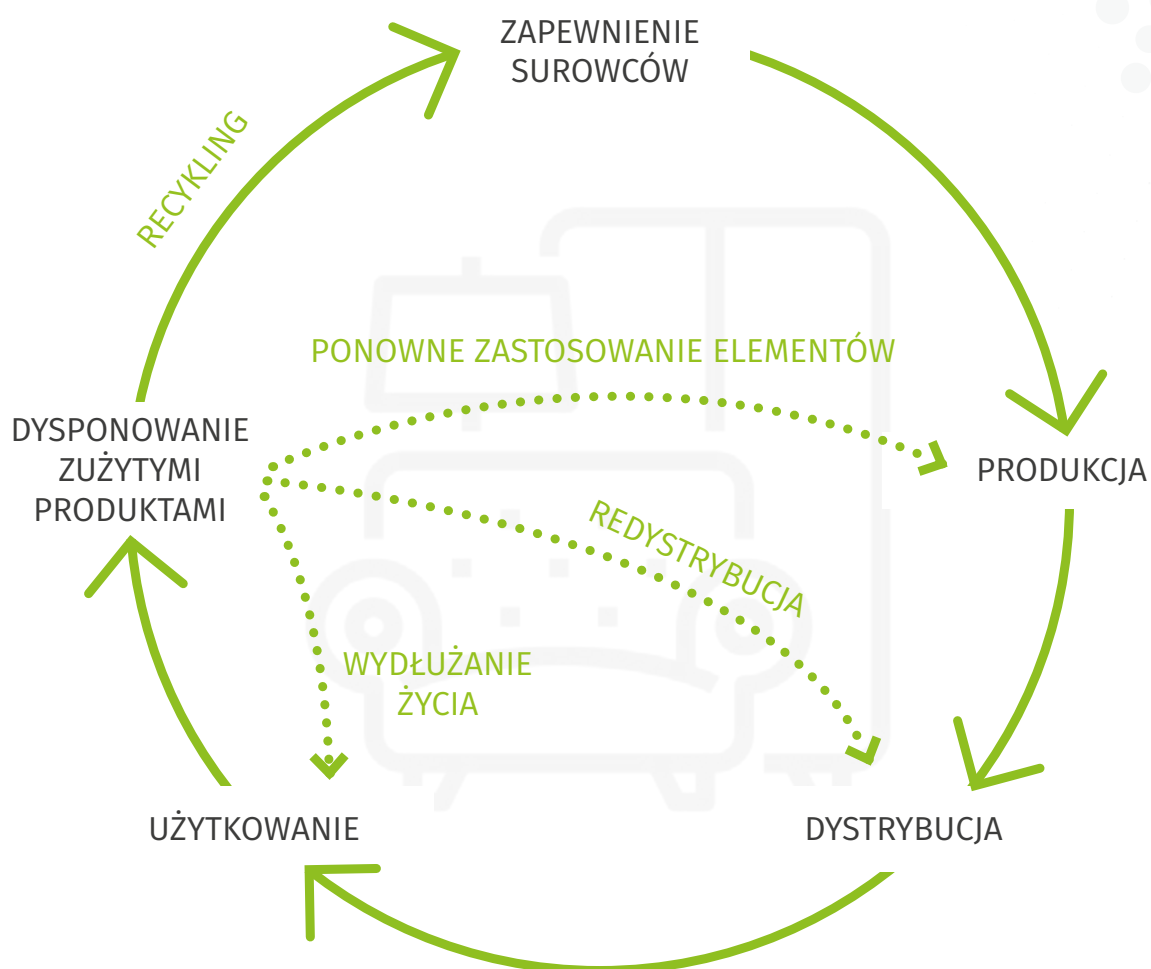 ZAPEWNIENIE
SUROWCÓW
RECYKLING
PONOWNE ZASTOSOWANIE ELEMENTÓW
DYSPONOWANIE
ZUŻYTYMI
PRODUKTAMI
PRODUKCJA
REDYSTRYBUCJA
WYDŁUŻANIE
ŻYCIA
UŻYTKOWANIE
DYSTRYBUCJA